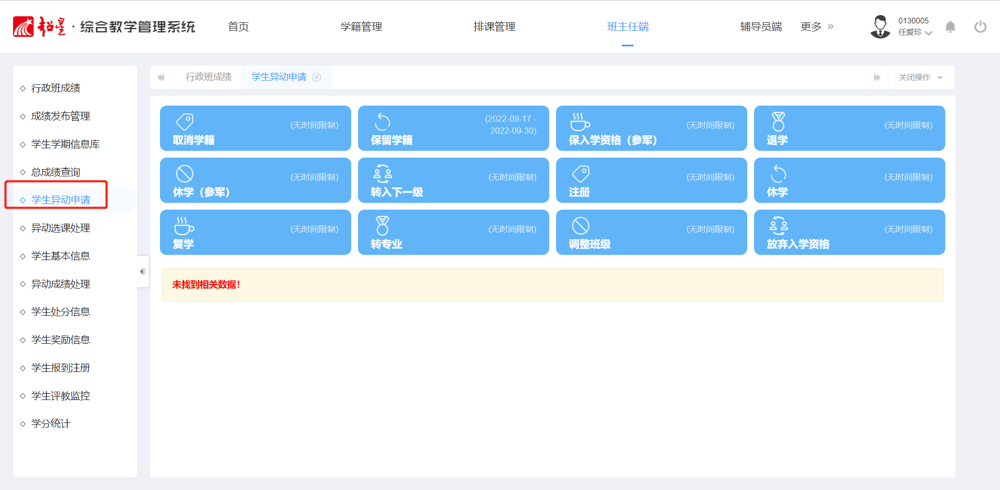 超星·综合教学管理系统
首页
学籍管理
排课管理
班主任端
辅导员端
更多 »
0130005
任爱珍
行政班成绩
成绩发布管理
学生学期信息库
总成绩查询
学生异动申请
异动选课处理
学生基本信息
异动成绩处理
学生处分信息
学生奖励信息
学生报到注册
学生评教监控
学分统计
行政班成绩
学生异动申请
关闭操作
取消学籍
(无时间限制)
保留学籍
(2022-09-17 -
2022-09-30)
保入学资格（参军）
(无时间限制)
退学
(无时间限制)
休学（参军）
(无时间限制)
转入下一级
(无时间限制)
注册
(无时间限制)
休学
(无时间限制)
复学
(无时间限制)
转专业
(无时间限制)
调整班级
(无时间限制)
放弃入学资格
(无时间限制)
未找到相关数据!